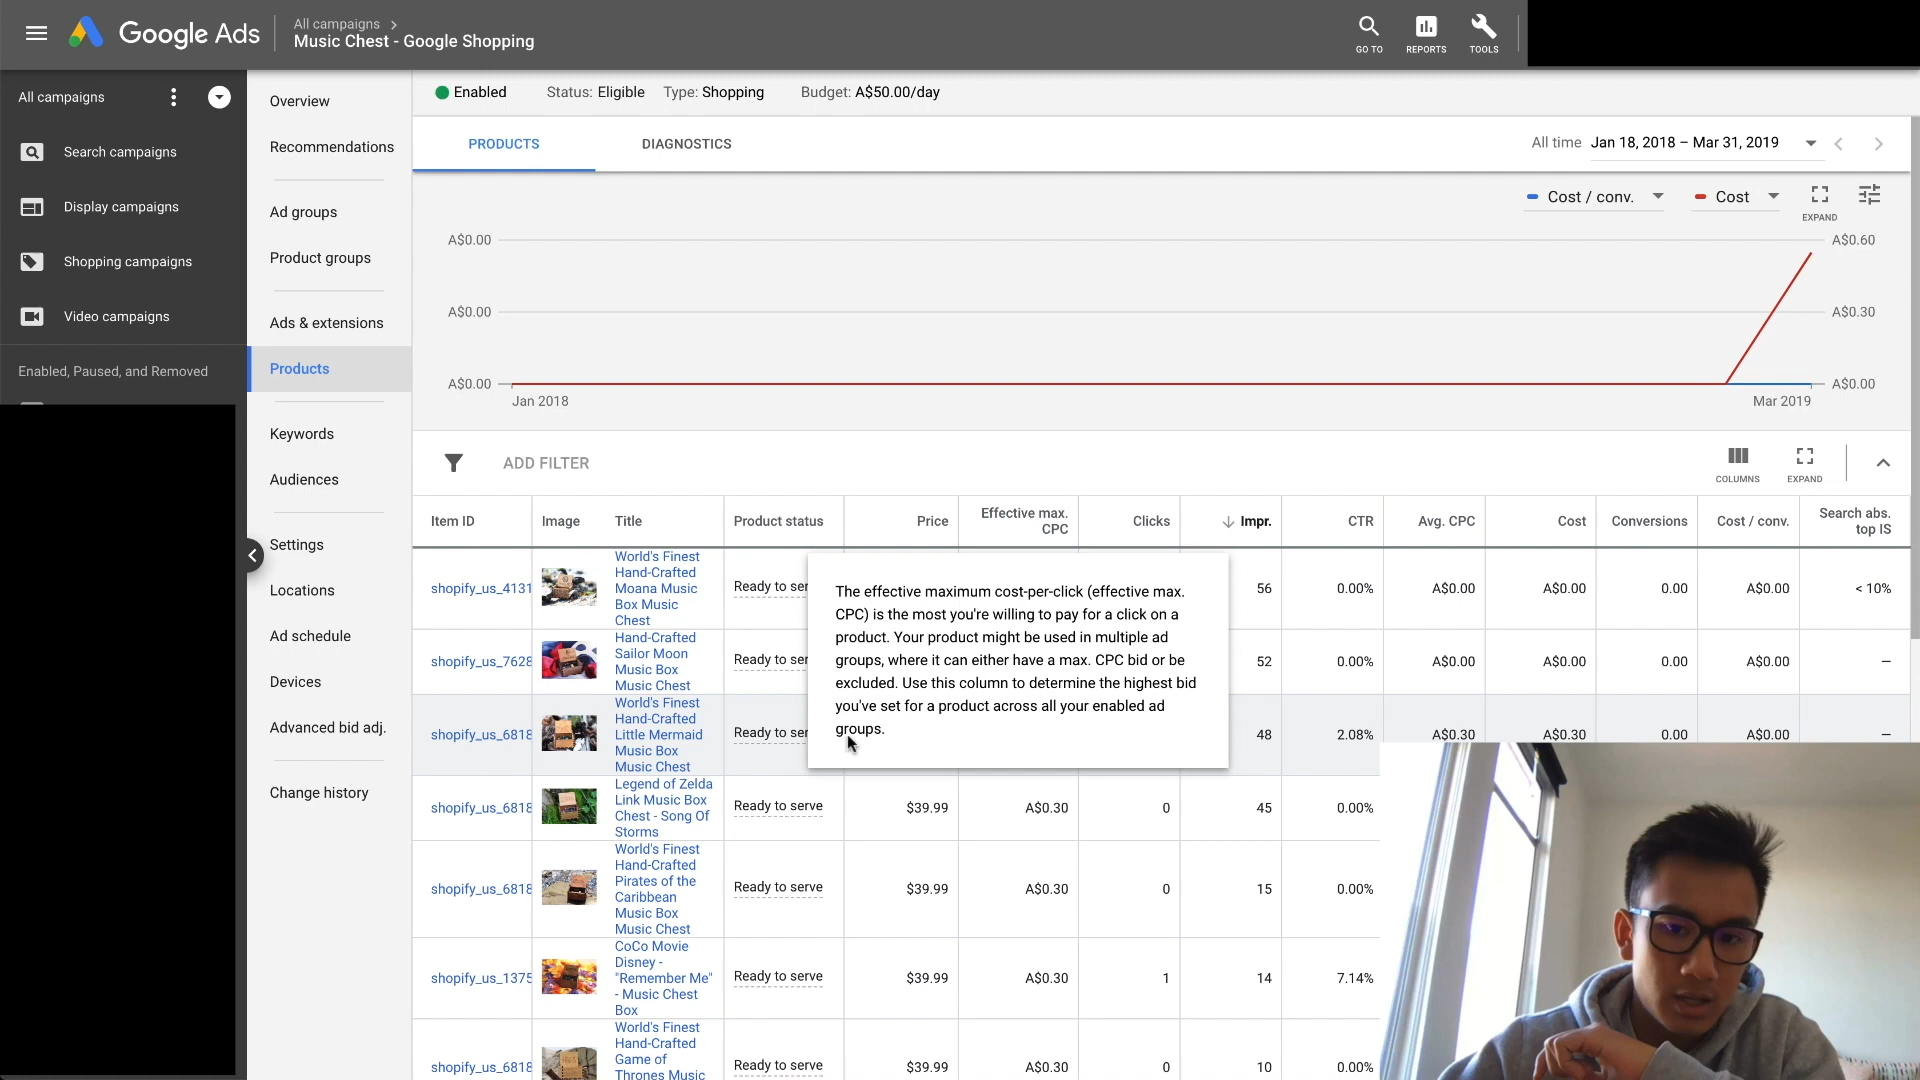 Google Ads
All campaigns
Music Chest - Google Shopping
GO TO
REPORTS
TOOLS
All campaigns
Search campaigns
Display campaigns
Shopping campaigns
Video campaigns
Enabled, Paused, and Removed
Overview
Recommendations
Ad groups
Product groups
Ads & extensions
Products
Keywords
Audiences
Settings
Locations
Ad schedule
Devices
Advanced bid adj.
Change history
Enabled Status: Eligible Type: Shopping Budget: A$50.00/day
PRODUCTS DIAGNOSTICS
All time Jan 18, 2018 – Mar 31, 2019
Cost / conv. Cost
EXPAND
A$0.00 A$0.60
A$0.00 A$0.30
A$0.00 A$0.00
Jan 2018 Mar 2019
ADD FILTER
COLUMNS
EXPAND
Item ID Image Title Product status Price Effective max. CPC Clicks Impr. CTR Avg. CPC Cost Conversions Cost / conv. Search abs. top IS
shopify_us_4131
World's Finest
Hand-Crafted
Moana Music
Box Music
Chest
Ready to ser
56 0.00% A$0.00 A$0.00 0.00 A$0.00 < 10%
shopify_us_7628
Hand-Crafted
Sailor Moon
Music Box
Music Chest
Ready to ser
52 0.00% A$0.00 A$0.00 0.00 A$0.00 –
shopify_us_6818
World's Finest
Hand-Crafted
Little Mermaid
Music Box
Music Chest
Ready to ser
48 2.08% A$0.30 A$0.30 0.00 A$0.00 –
The effective maximum cost-per-click (effective max.
CPC) is the most you're willing to pay for a click on a
product. Your product might be used in multiple ad
groups, where it can either have a max. CPC bid or be
excluded. Use this column to determine the highest bid
you've set for a product across all your enabled ad
groups.
shopify_us_6818
Legend of Zelda
Link Music Box
Chest - Song Of
Storms
Ready to serve $39.99 A$0.30 0 45 0.00%
shopify_us_6818
World's Finest
Hand-Crafted
Pirates of the
Caribbean
Music Box
Music Chest
Ready to serve $39.99 A$0.30 0 15 0.00%
shopify_us_1375
CoCo Movie
Disney -
"Remember Me"
- Music Chest
Box
Ready to serve $39.99 A$0.30 1 14 7.14%
shopify_us_6818
World's Finest
Hand-Crafted
Game of
Thrones Music
Ready to serve $39.99 A$0.30 0 10 0.00%